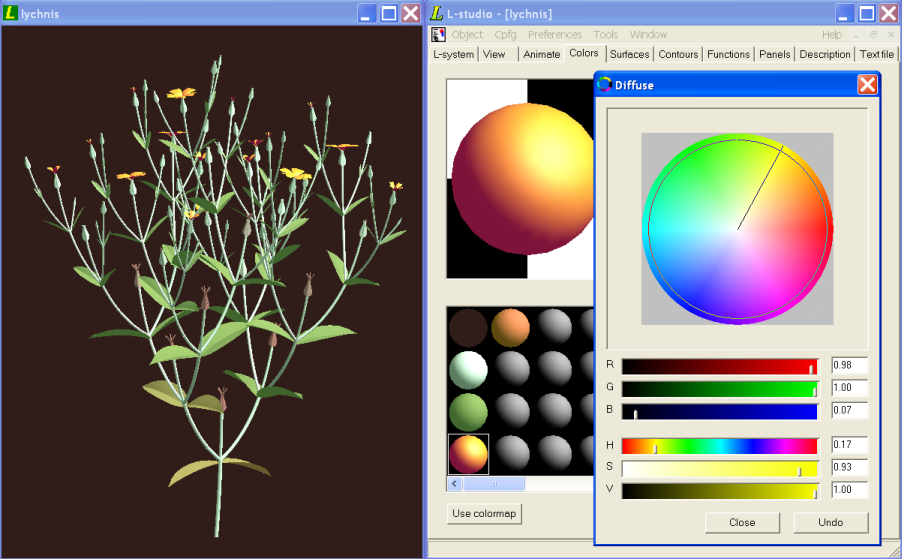 lychnis
L-studio - [lychnis]
Object Cpfg Preferences Tools Window Help
L-system View Animate Colors Surfaces Contours Functions Panels Description Text file
Diffuse
R 0.98
G 1.00
B 0.07
H 0.17
S 0.93
V 1.00
Use colormap
Close Undo